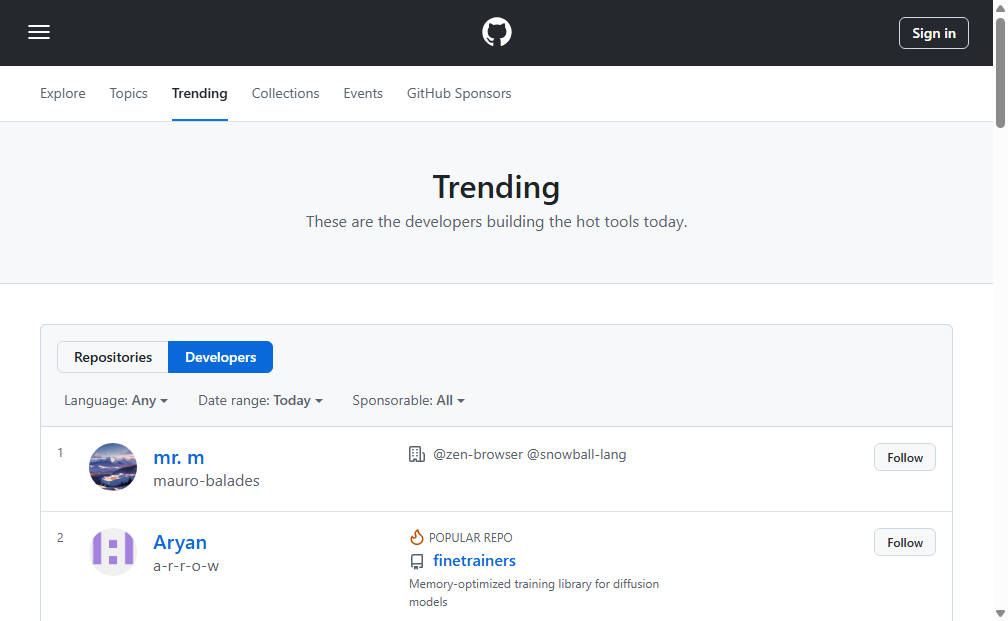 Sign in
Explore Topics Trending Collections Events GitHub Sponsors
Trending
These are the developers building the hot tools today.
Repositories Developers
Language: Any Date range: Today Sponsorable: All
1 mr. m @zen-browser @snowball-lang Follow
mauro-balades
2 Aryan POPULAR REPO Follow
a-r-r-o-w finetrainers
Memory-optimized training library for diffusion
models